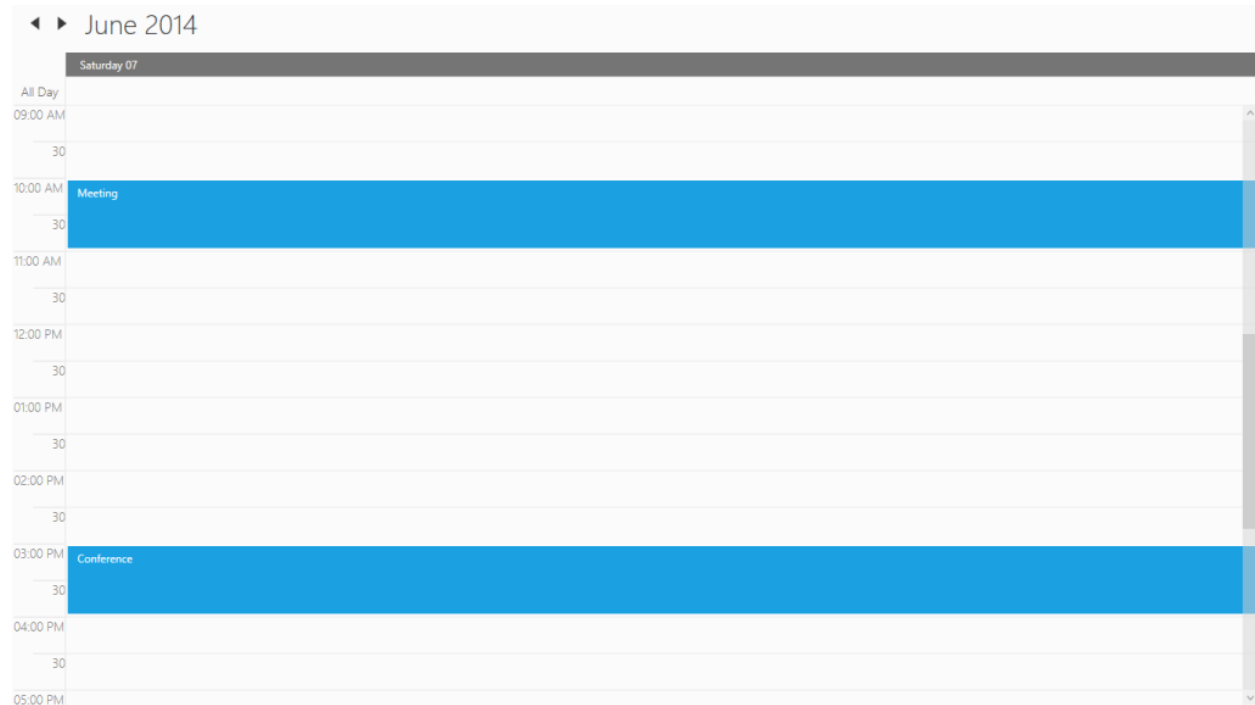 June 2014
Saturday 07
All Day
09:00 AM
30
10:00 AM Meeting
30
11:00 AM
30
12:00 PM
30
01:00 PM
30
02:00 PM
30
03:00 PM Conference
30
04:00 PM
30
05:00 PM